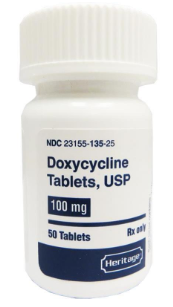 NDC 23155-135-25
Doxycycline
Tablets, USP
100 mg
50 Tablets Rx only
Heritage